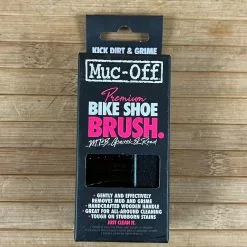 KICK DIRT & GRIME
Muc-Off
Premium
BIKE SHOE
BRUSH.
MTB, Gravel & Road
- GENTLY AND EFFECTIVELY
REMOVES MUD AND GRIME
- HANDCRAFTED WOODEN HANDLE
- GREAT FOR ALL-AROUND CLEANING
- TOUGH ON STUBBORN STAINS